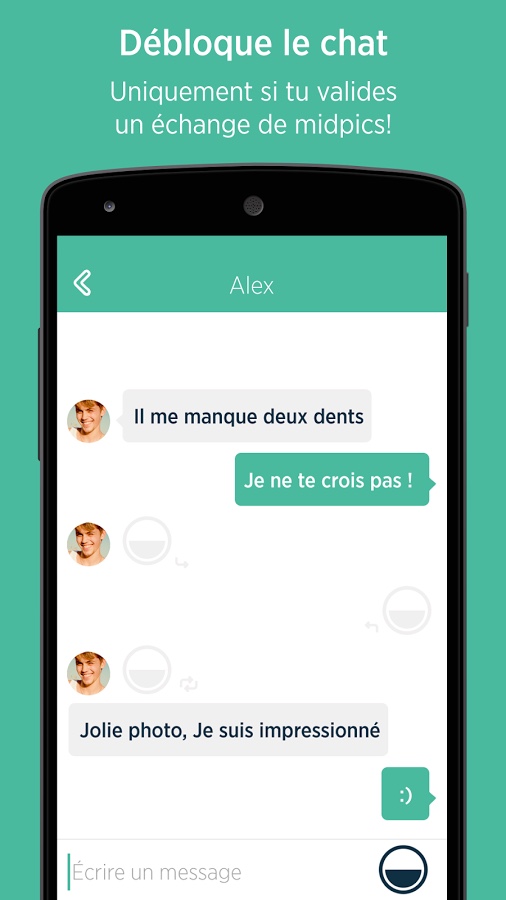 Débloque le chat
Uniquement si tu valides
un échange de midpics!
Alex
Il me manque deux dents
Je ne te crois pas !
Jolie photo, Je suis impressionné
:)
Écrire un message